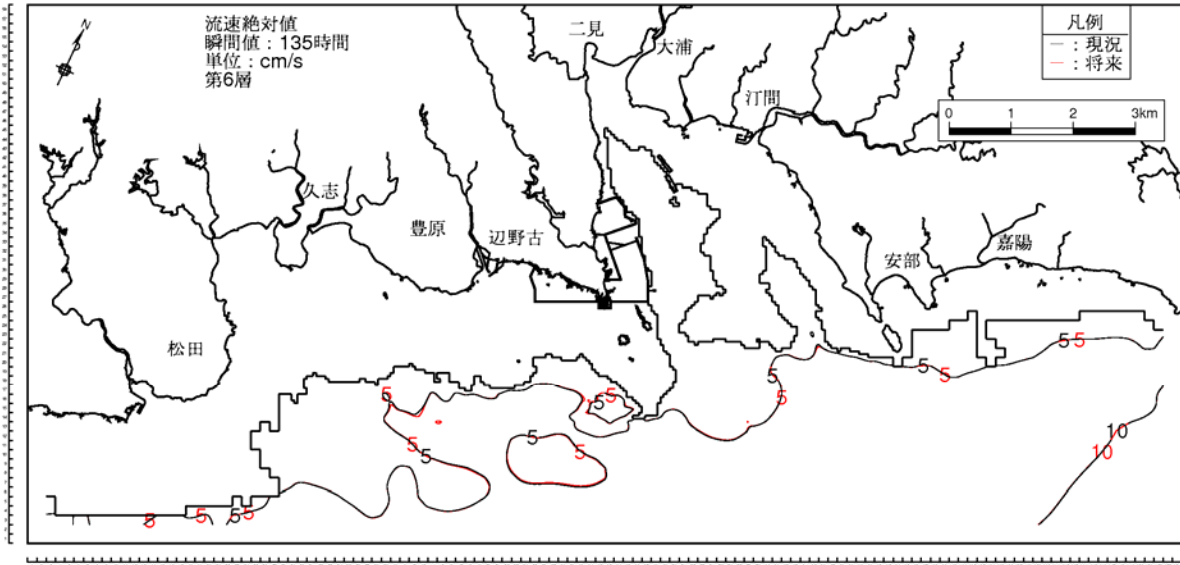 流速絶対値
瞬間値：135時間
単位：cm/s
第6層
N
二見
大浦
汀間
凡例
—：現況
—：将来
0 1 2 3km
久志
豊原
辺野古
安部
嘉陽
松田
5 5
5 5
5
5
5
5 5
5
5
5
5
5
10
10
5 5 5 5